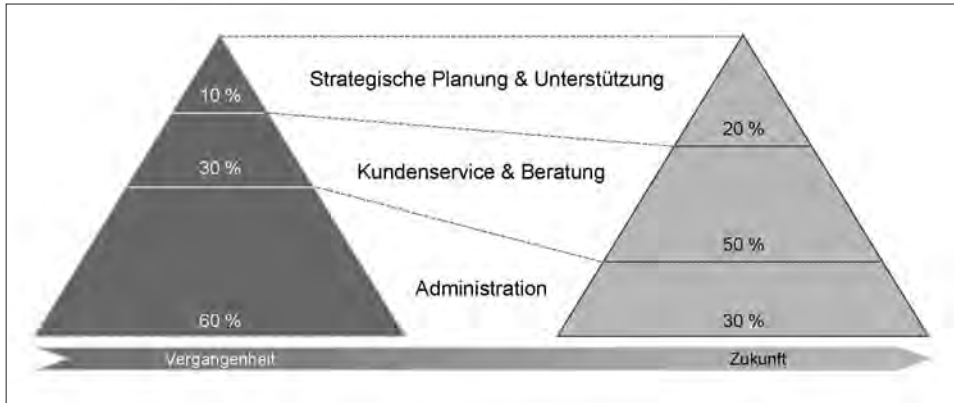 Strategische Planung & Unterstützung
10 %
20 %
Kundenservice & Beratung
30 %
50 %
Administration
60 %
30 %
Vergangenheit
Zukunft